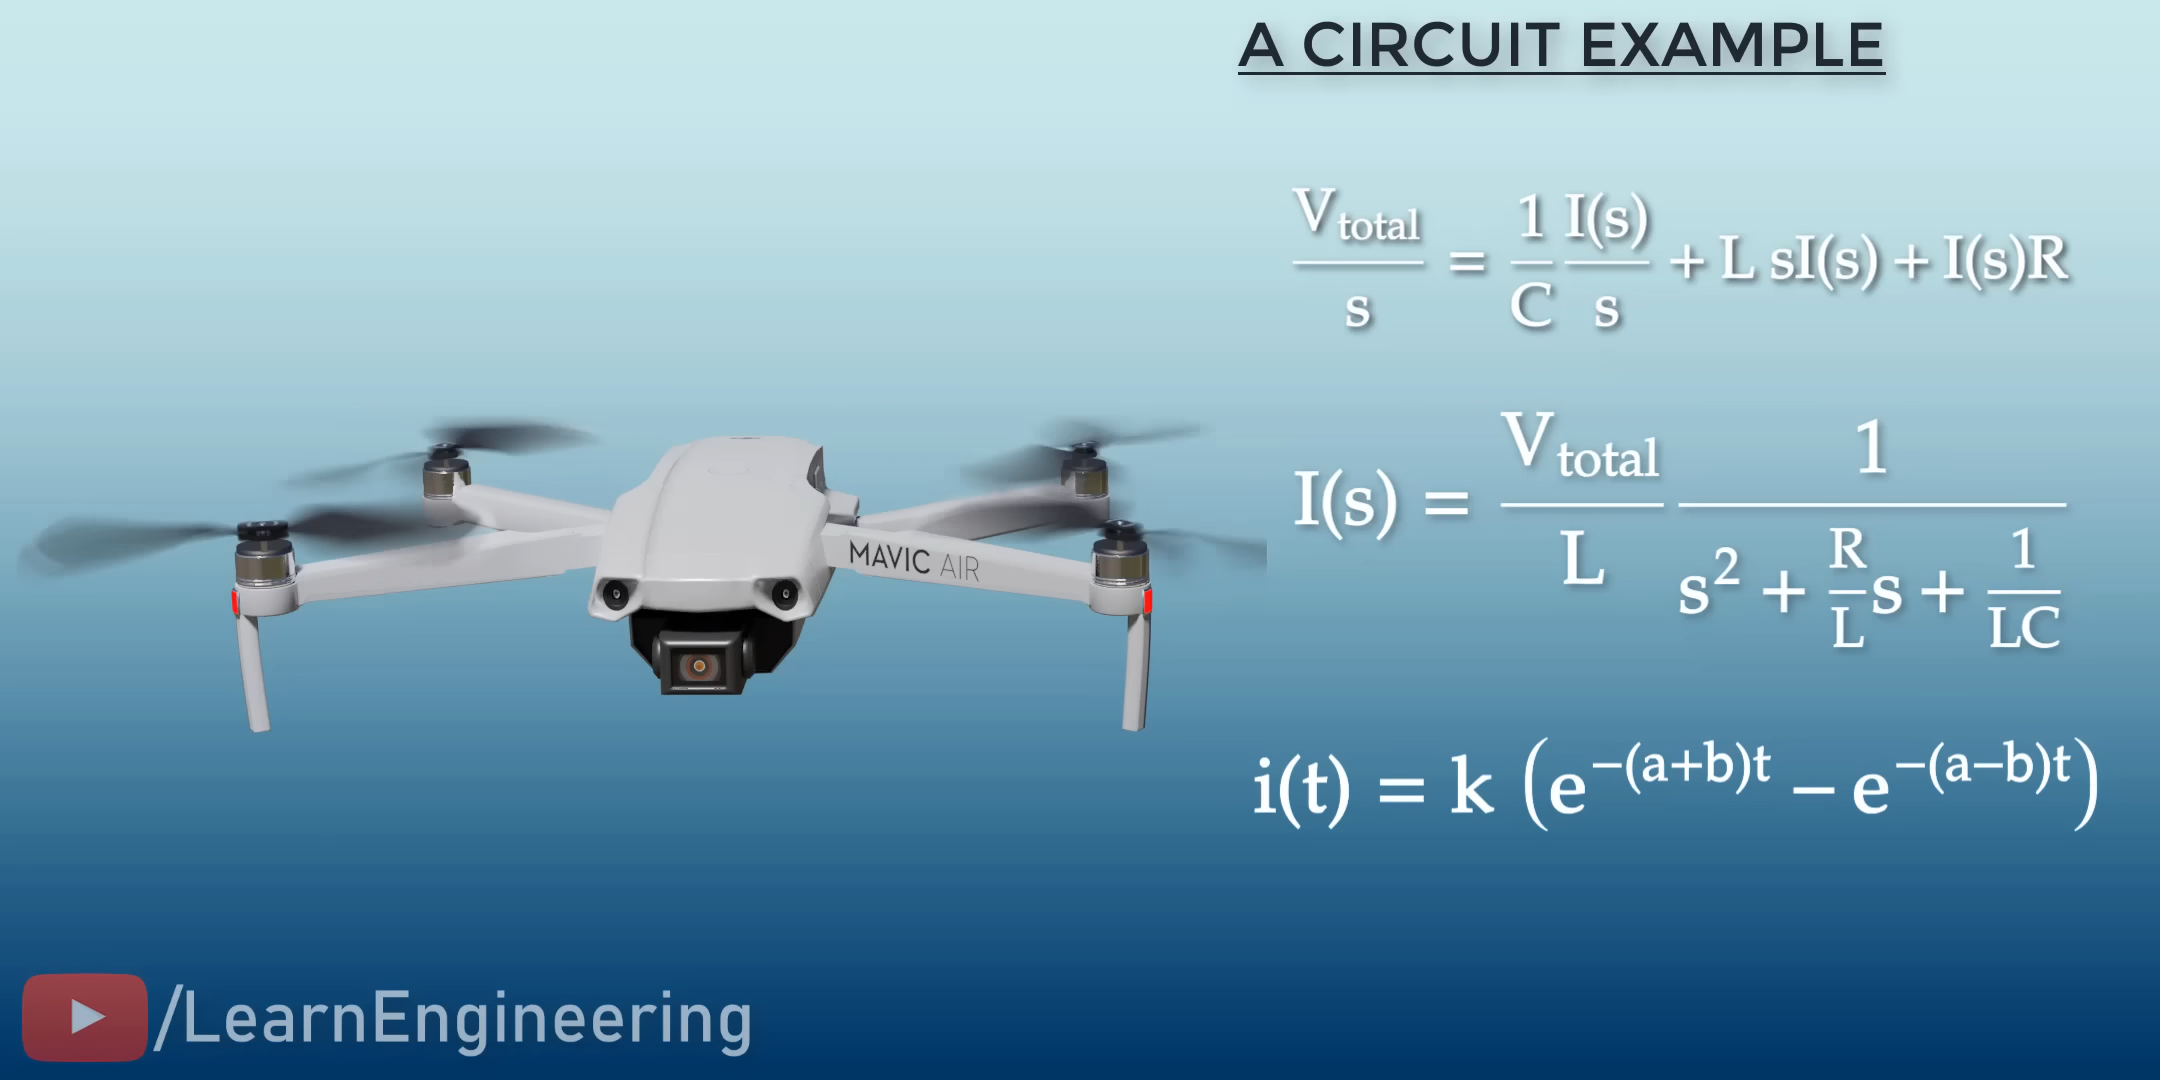 A CIRCUIT EXAMPLE
V_total/s = 1/C I(s)/s + L sI(s) + I(s)R
I(s) = V_total/L 1/(s² + R/L s + 1/LC)
i(t) = k (e^−(a+b)t − e^−(a−b)t)
MAVIC AIR
/LearnEngineering